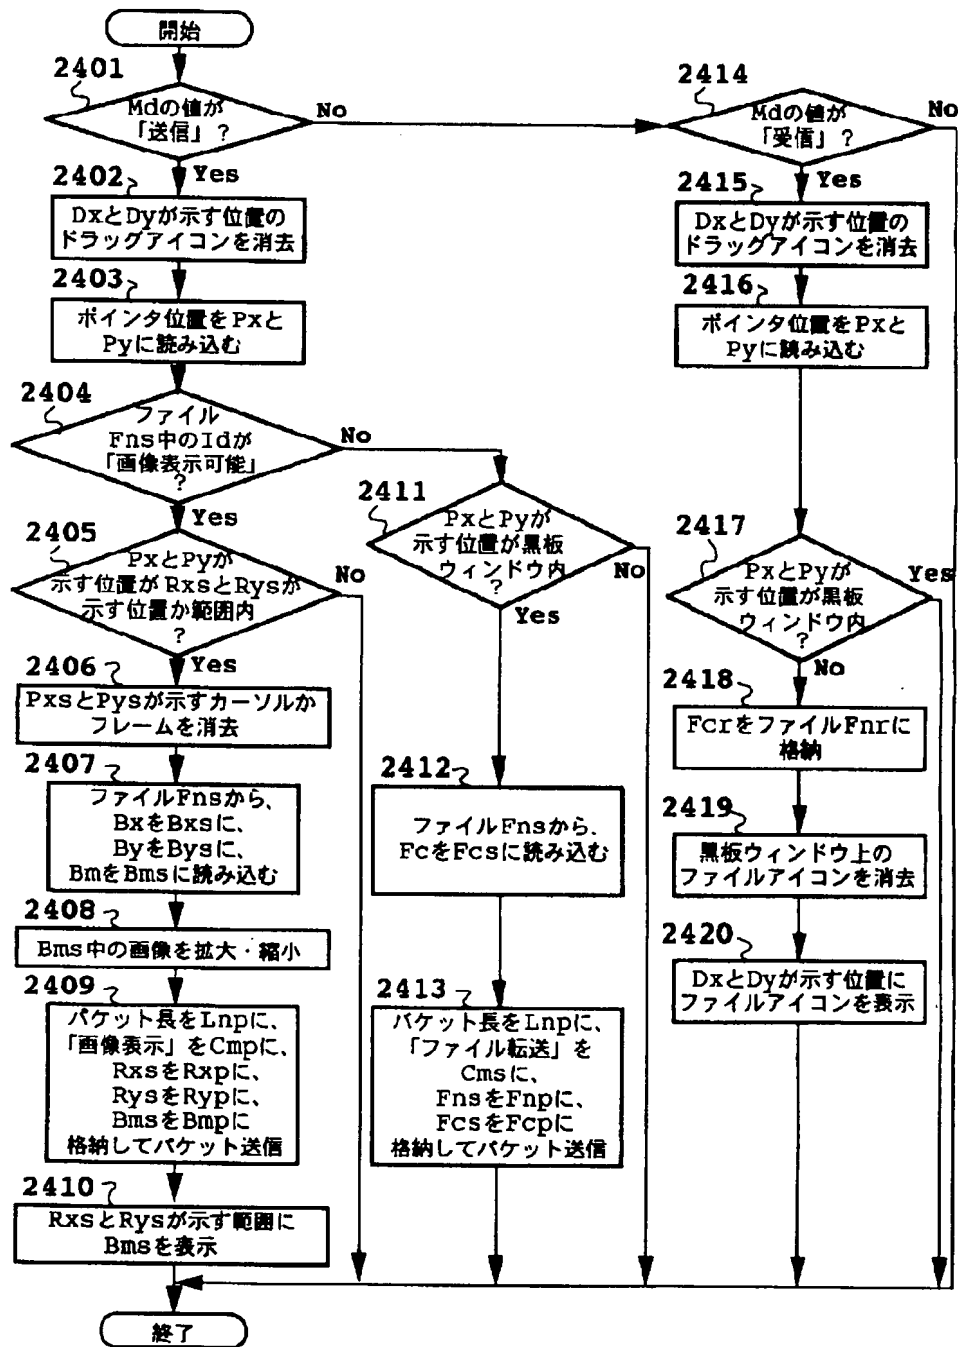 開始
2401
Mdの値が
「送信」?
No
Yes
2402
DxとDyが示す位置の
ドラッグアイコンを消去
2403
ポインタ位置をPxと
Pyに読み込む
2404
ファイル
Fns中のIdが
「画像表示可能」
?
No
Yes
2405
PxとPyが
示す位置がRxsとRysが
示す位置か範囲内
?
No
Yes
2406
PxsとPysが示すカーソルか
フレームを消去
2407
ファイルFnsから、
BxをBxsに、
ByをBysに、
BmをBmsに読み込む
2408
Bms中の画像を拡大・縮小
2409
パケット長をLnpに、
「画像表示」をCmpに、
RxsをRxpに、
RysをRypに、
BmsをBmpに
格納してパケット送信
2410
RxsとRysが示す範囲に
Bmsを表示
終了
2411
PxとPyが
示す位置が黒板
ウィンドウ内
?
No
Yes
2412
ファイルFnsから、
FcをFcsに読み込む
2413
パケット長をLnpに、
「ファイル転送」を
Cmsに、
FnsをFnpに、
FcsをFcpに
格納してパケット送信
2414
Mdの値が
「受信」?
No
Yes
2415
DxとDyが示す位置の
ドラッグアイコンを消去
2416
ポインタ位置をPxと
Pyに読み込む
2417
PxとPyが
示す位置が黒板
ウィンドウ内
?
Yes
No
2418
FcrをファイルFnrに
格納
2419
黒板ウィンドウ上の
ファイルアイコンを消去
2420
DxとDyが示す位置に
ファイルアイコンを表示